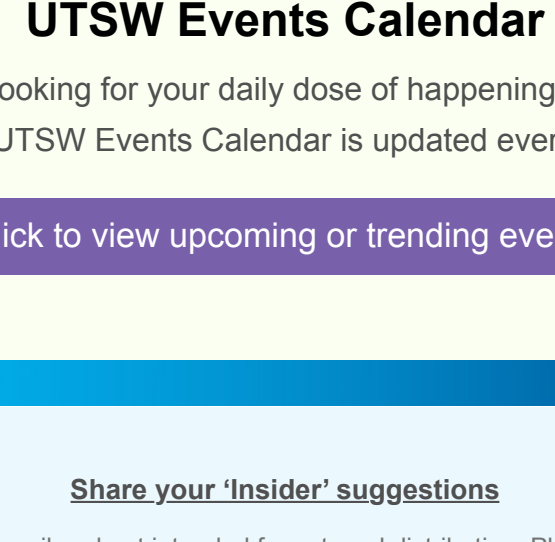 UTSW Events Calendar
ooking for your daily dose of happening
UTSW Events Calendar is updated ever
ick to view upcoming or trending eve
Share your ‘Insider’ suggestions